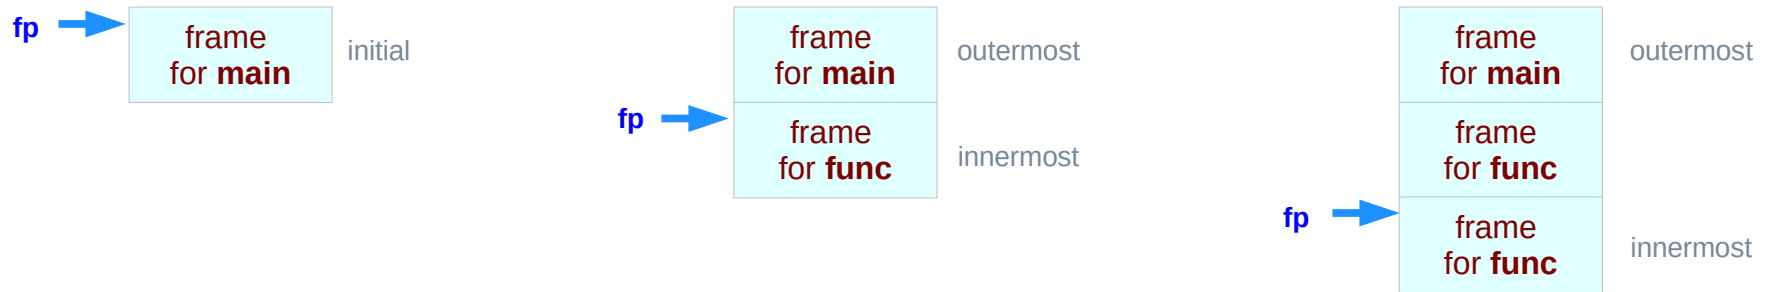 fp
frame
for main
initial
frame
for main
outermost
fp
frame
for func
innermost
frame
for main
outermost
frame
for func
fp
frame
for func
innermost